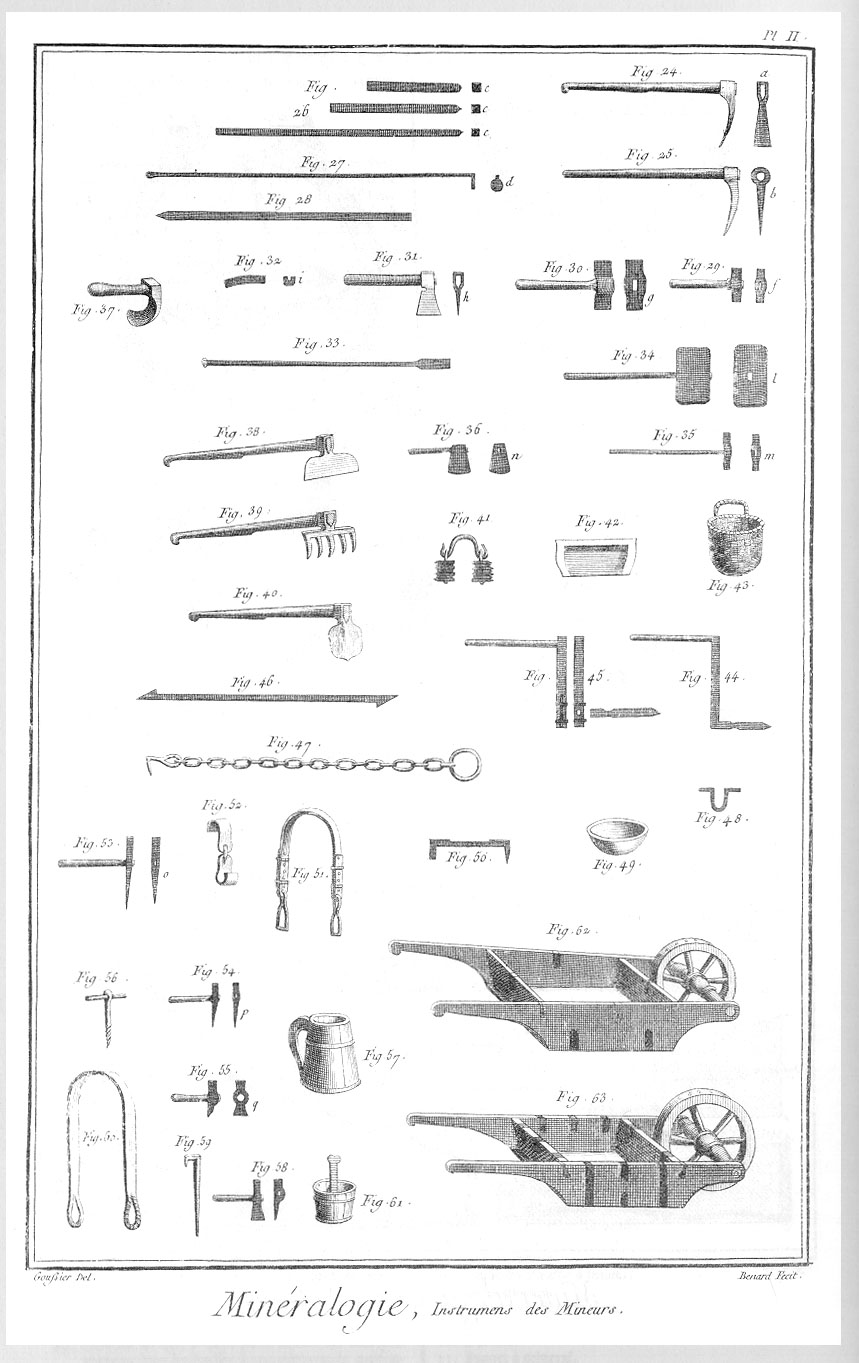 Pl II.
Fig. 26 c c c
Fig. 24. a
Fig. 27. d
Fig. 25. b
Fig 28
Fig. 37.
Fig. 32 i
Fig. 31. h
Fig. 30. g
Fig. 29. f
Fig. 33.
Fig. 34 l
Fig. 38.
Fig. 36. n
Fig. 35 m
Fig. 39.
Fig. 41
Fig. 42.
Fig. 43.
Fig. 40.
Fig. 45.
Fig. 44.
Fig. 46.
Fig. 47.
Fig. 48.
Fig. 53. o
Fig. 52.
Fig. 51.
Fig. 50.
Fig. 49.
Fig. 62.
Fig 56.
Fig. 54. p
Fig. 57.
Fig. 55. q
Fig. 60.
Fig. 63.
Fig. 59
Fig. 58.
Fig. 61.
Goussier Del.
Benard Fecit.
Minéralogie, Instrumens des Mineurs.